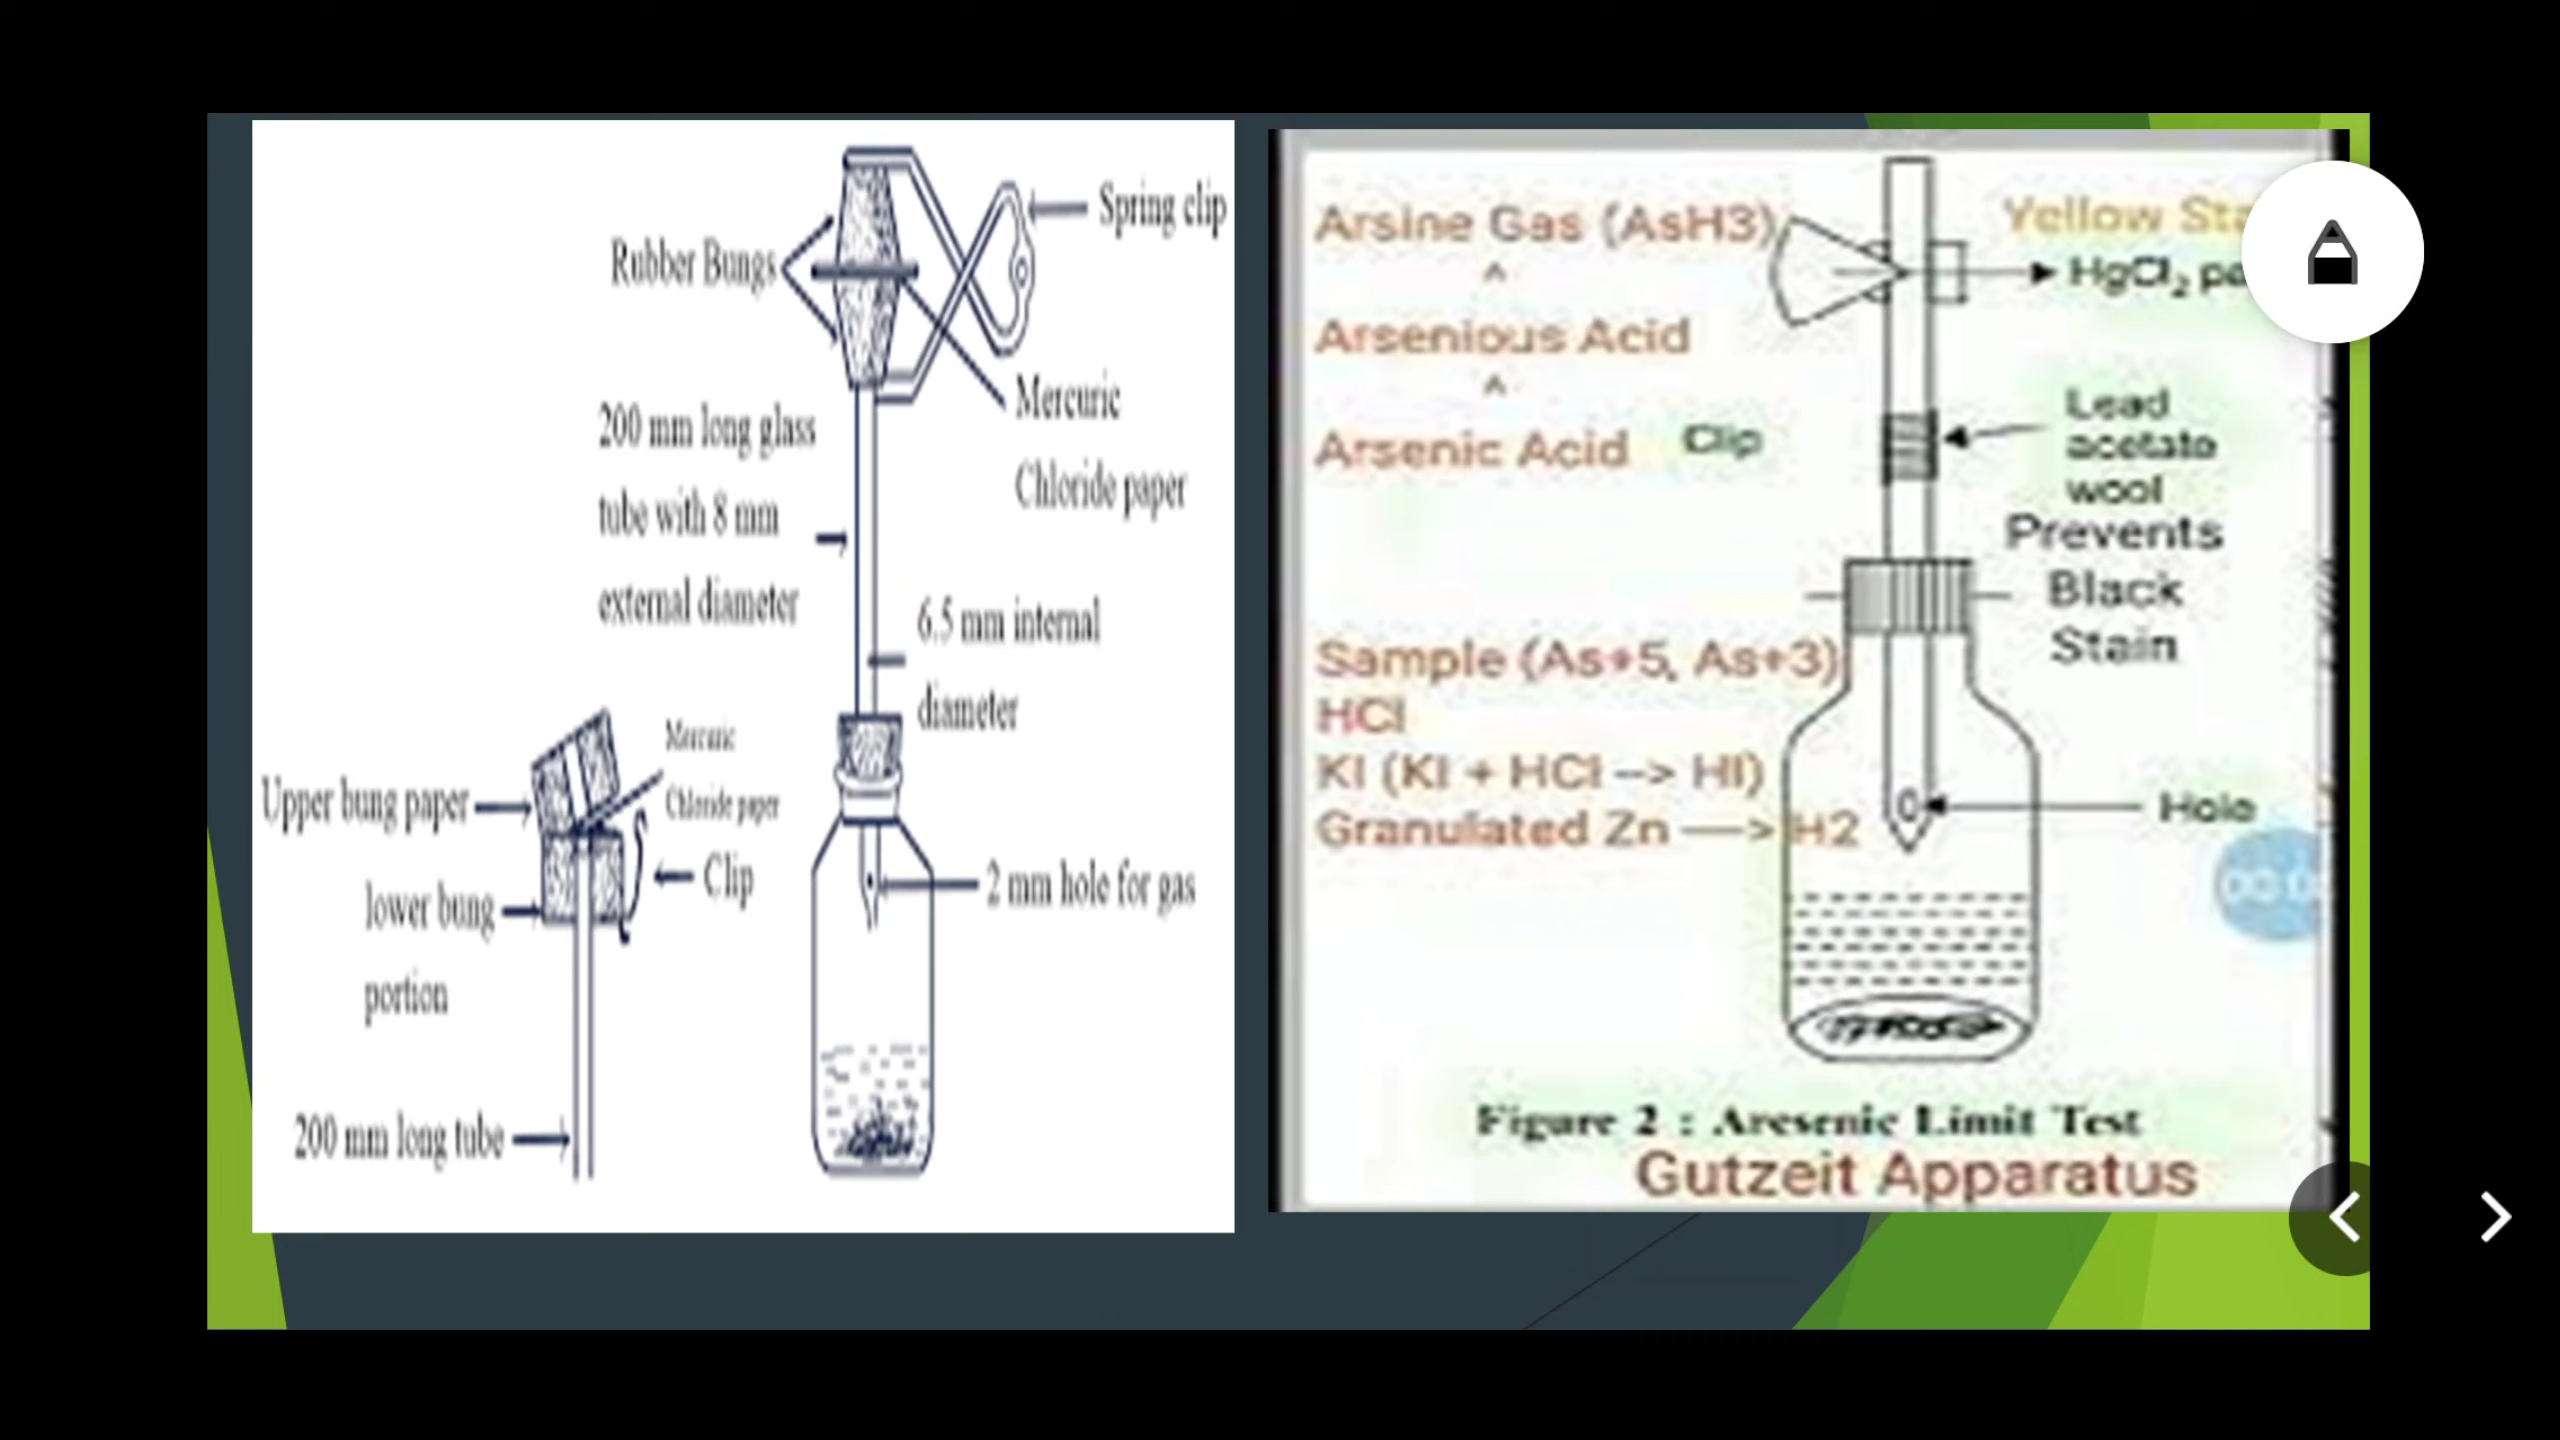 Spring clip
Rubber Bungs
Mercuric
Chloride paper
200 mm long glass
tube with 8 mm
external diameter
6.5 mm internal
diameter
Mercuric
Chloride paper
Upper bung paper
Clip
lower bung
portion
2 mm hole for gas
200 mm long tube
Arsine Gas (AsH3)
^
Arsenious Acid
^
Arsenic Acid
Clip
Yellow
HgCl₂
Lead
acetate
wool
Prevents
Black
Stain
Sample (As+5, As+3)
HCl
KI (KI + HCl --> HI)
Granulated Zn —> H2
Hole
Figure 2 : Aresenic Limit Test
Gutzeit Apparatus